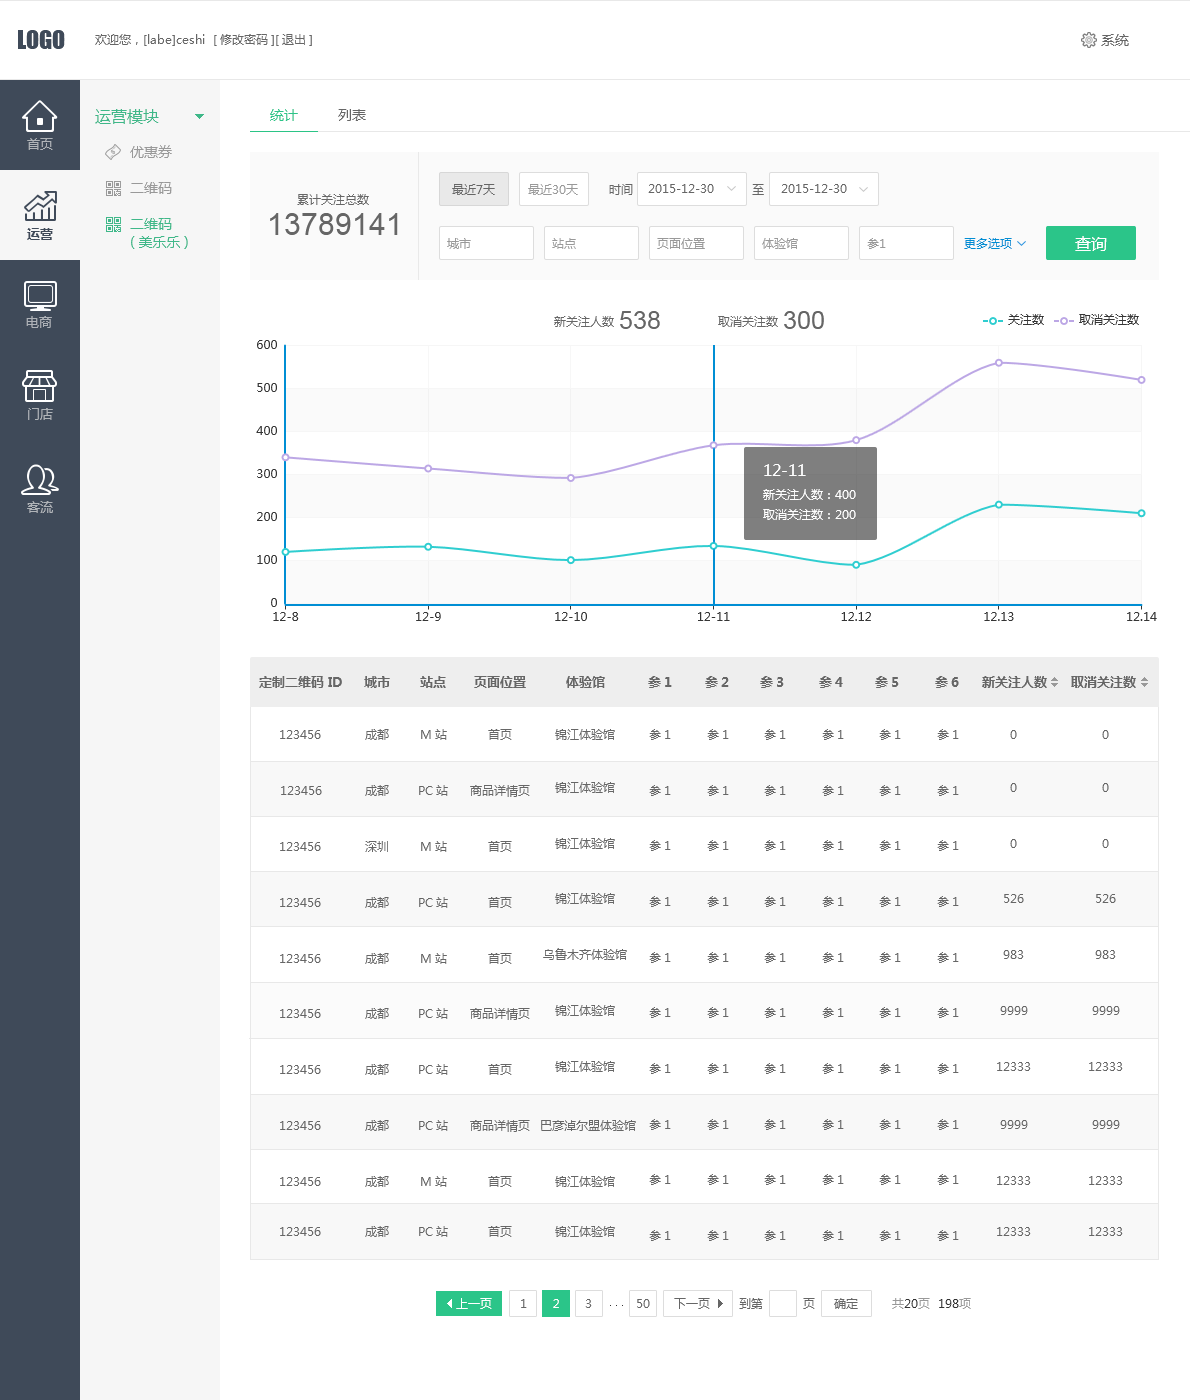 LOGO 欢迎您，[labe]ceshi [ 修改密码 ][ 退出 ] 系统
首页
运营
电商
门店
客流
运营模块
优惠券
二维码
二维码
( 美乐乐 )
统计 列表
累计关注总数
13789141
最近7天 最近30天 时间 2015-12-30 至 2015-12-30
城市 站点 页面位置 体验馆 参1 更多选项 查询
新关注人数 538 取消关注数 300 关注数 取消关注数
600
500
400
300
200
100
0
12-11
新关注人数：400
取消关注数：200
12-8 12-9 12-10 12-11 12.12 12.13 12.14
定制二维码 ID 城市 站点 页面位置 体验馆 参 1 参 2 参 3 参 4 参 5 参 6 新关注人数 取消关注数
123456 成都 M 站 首页 锦江体验馆 参 1 参 1 参 1 参 1 参 1 参 1 0 0
123456 成都 PC 站 商品详情页 锦江体验馆 参 1 参 1 参 1 参 1 参 1 参 1 0 0
123456 深圳 M 站 首页 锦江体验馆 参 1 参 1 参 1 参 1 参 1 参 1 0 0
123456 成都 PC 站 首页 锦江体验馆 参 1 参 1 参 1 参 1 参 1 参 1 526 526
123456 成都 M 站 首页 乌鲁木齐体验馆 参 1 参 1 参 1 参 1 参 1 参 1 983 983
123456 成都 PC 站 商品详情页 锦江体验馆 参 1 参 1 参 1 参 1 参 1 参 1 9999 9999
123456 成都 PC 站 首页 锦江体验馆 参 1 参 1 参 1 参 1 参 1 参 1 12333 12333
123456 成都 PC 站 商品详情页 巴彦淖尔盟体验馆 参 1 参 1 参 1 参 1 参 1 参 1 9999 9999
123456 成都 M 站 首页 锦江体验馆 参 1 参 1 参 1 参 1 参 1 参 1 12333 12333
123456 成都 PC 站 首页 锦江体验馆 参 1 参 1 参 1 参 1 参 1 参 1 12333 12333
上一页 1 2 3 ... 50 下一页 到第 页 确定 共20页 198项